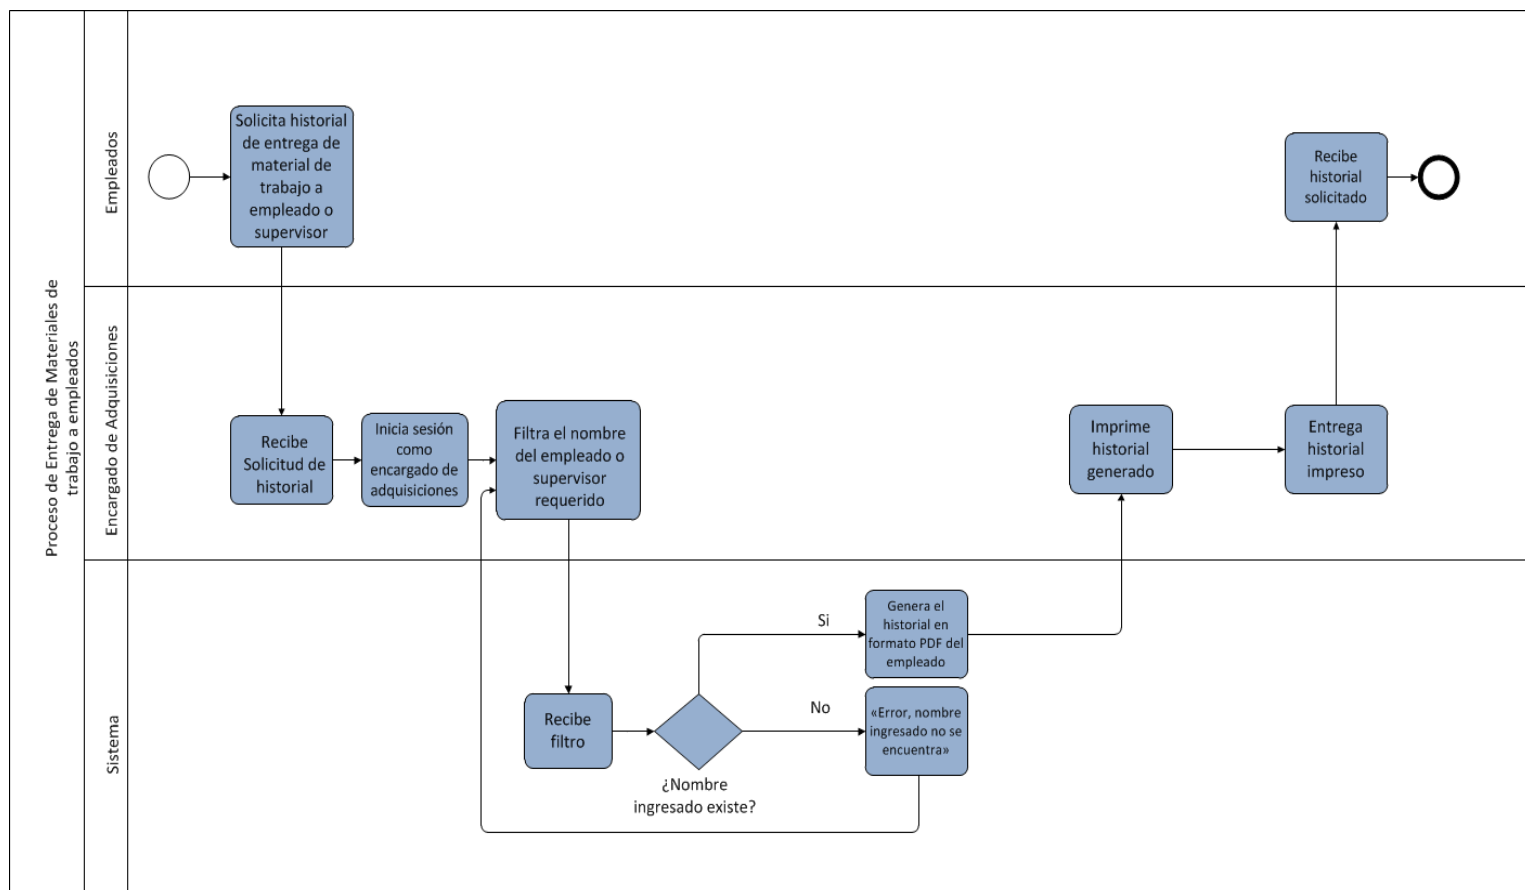 Proceso de Entrega de Materiales de
trabajo a empleados
Empleados
Solicita historial
de entrega de
material de
trabajo a
empleado o
supervisor
Recibe
historial
solicitado
Encargado de Adquisiciones
Recibe
Solicitud de
historial
Inicia sesión
como
encargado de
adquisiciones
Filtra el nombre
del empleado o
supervisor
requerido
Imprime
historial
generado
Entrega
historial
impreso
Sistema
Recibe
filtro
¿Nombre
ingresado existe?
Si
Genera el
historial en
formato PDF del
empleado
No
«Error, nombre
ingresado no se
encuentra»